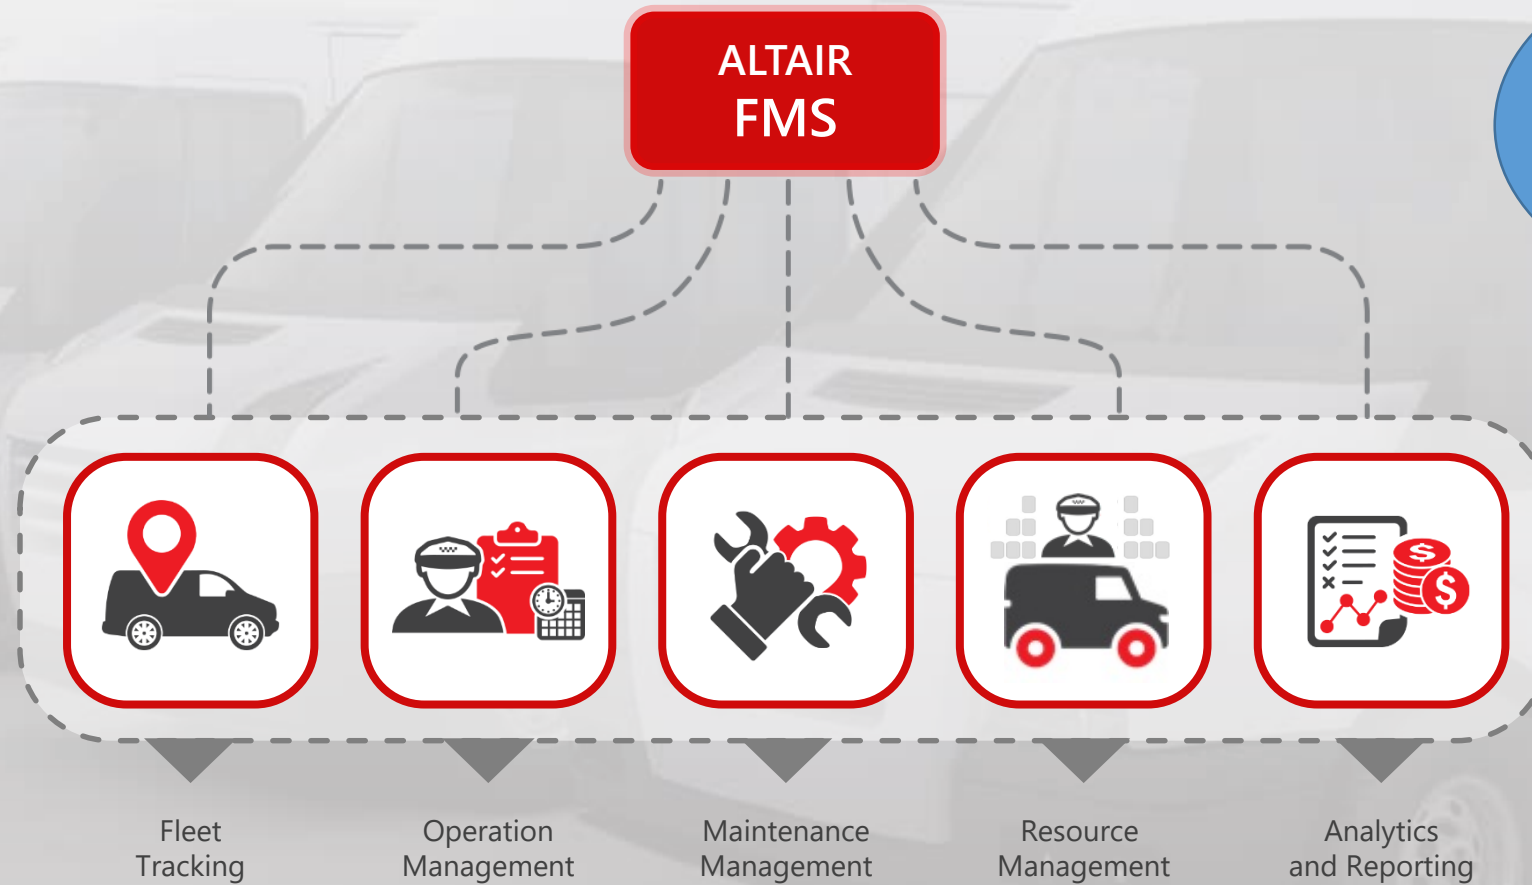 ALTAIR
FMS
Fleet
Tracking
Operation
Management
Maintenance
Management
Resource
Management
Analytics
and Reporting